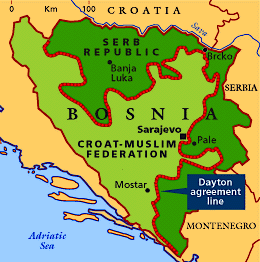 0 Km 100
CROATIA
Sava
SERB
REPUBLIC
Brcko
Banja
Luka
SERBIA
BOSNIA
Sarajevo
CROAT-MUSLIM
FEDERATION
Pale
Mostar
Dayton
agreement
line
MONTENEGRO
Adriatic
Sea